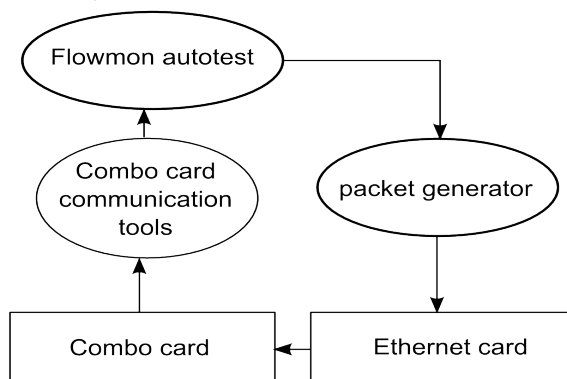 Flowmon autotest
Combo card
communication
tools
packet generator
Combo card
Ethernet card